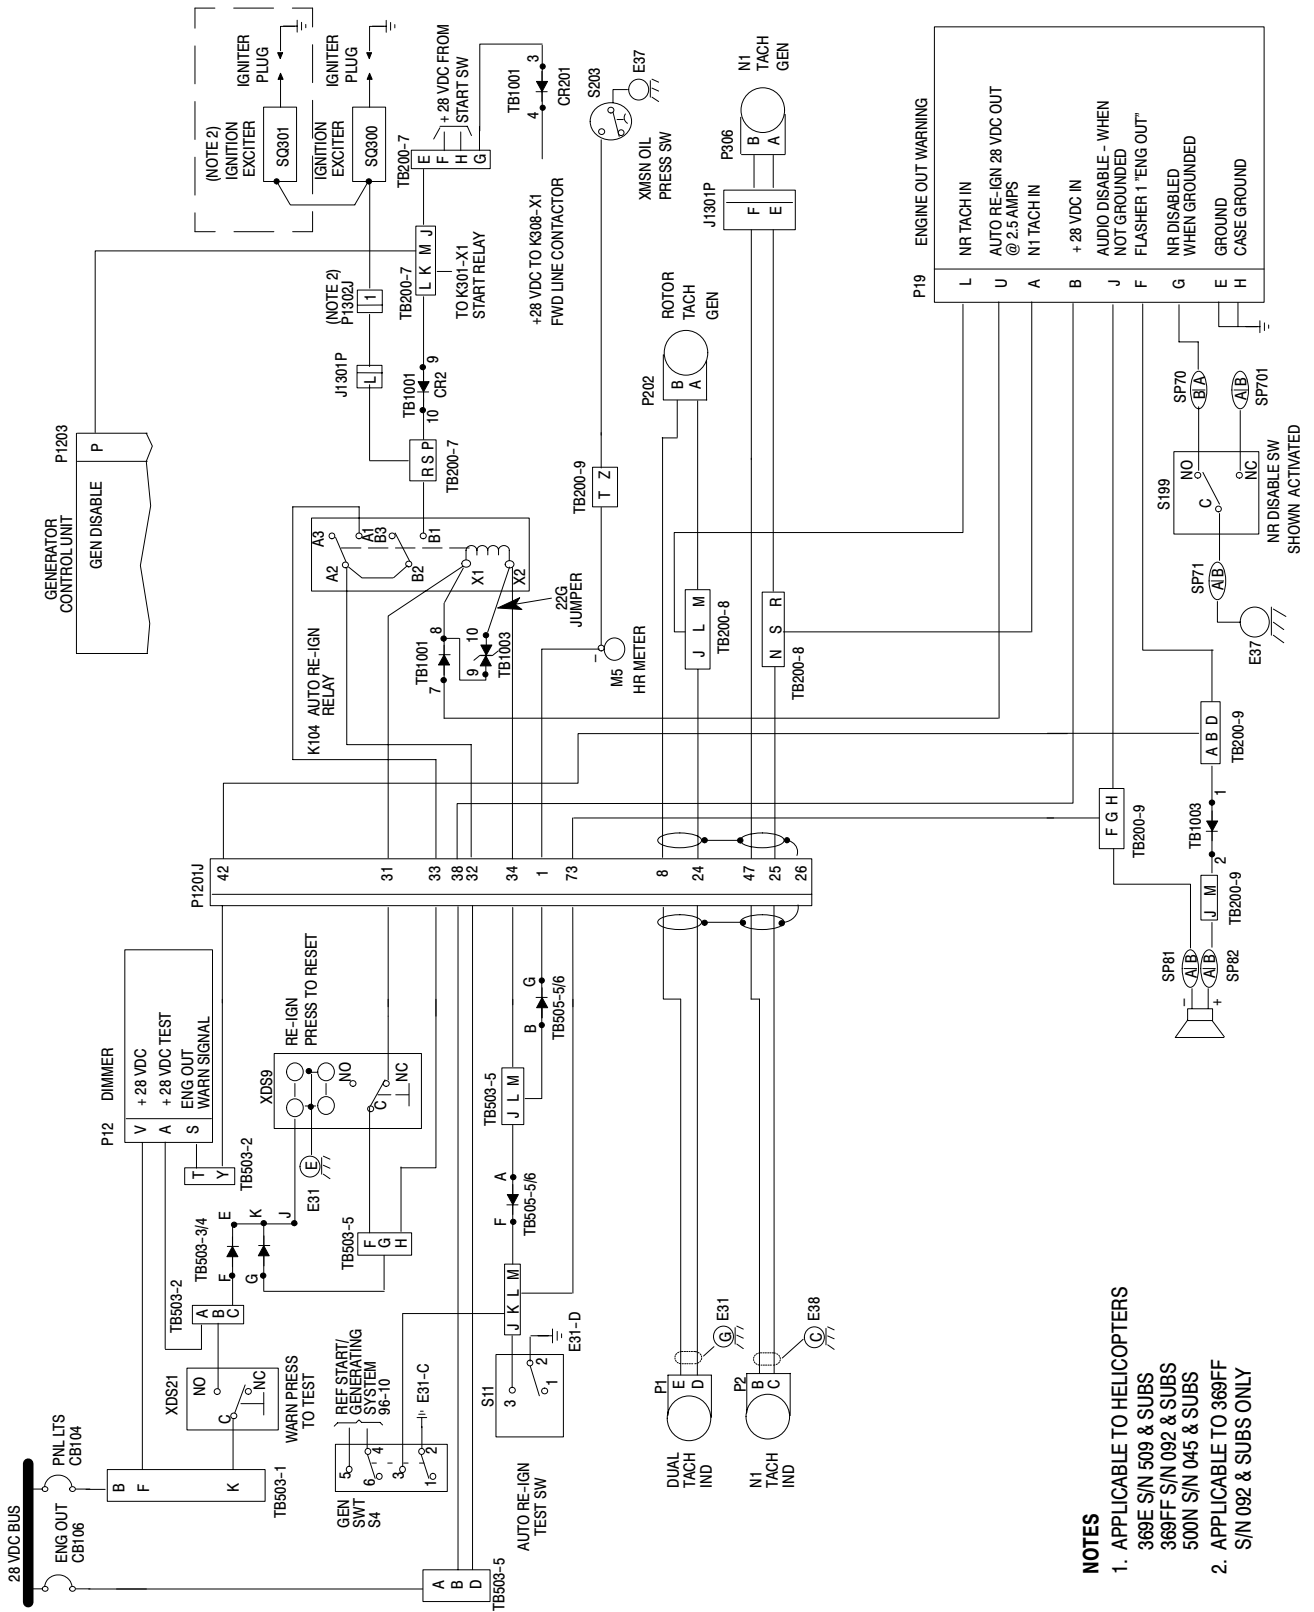 28 VDC BUS
ENG OUT
CB106
PNL LTS
CB104
TB503-1
B
F
K
TB503-5
A
B
D
XDS21
NO
C
NC
WARN PRESS
TO TEST
TB503-2
A
B
C
TB503-3/4
F
E
G
K
J
P12
DIMMER
V
+ 28 VDC
A
+ 28 VDC TEST
S
ENG OUT
WARN SIGNAL
T
Y
TB503-2
E
E31
XDS9
RE-IGN
PRESS TO RESET
NO
C
NC
TB503-5
F
G
H
GEN
SWT
S4
5
4
6
3
2
1
REF START/
GENERATING
SYSTEM
96-10
E31-C
AUTO RE-IGN
TEST SW
S11
3
2
1
E31-D
J K L M
F
A
TB505-5/6
TB503-5
J L M
B
G
TB505-5/6
DUAL
TACH
IND
P1
E
D
G
E31
N1
TACH
IND
P2
B
C
C
E38
P1201J
42
31
33
38
32
34
1
73
8
24
47
25
26
GENERATOR
CONTROL UNIT
P1203
GEN DISABLE
P
K104 AUTO RE-IGN
RELAY
A3
A2
A1
B3
B2
B1
X1
X2
22G
JUMPER
TB1001
7
8
9
10
TB1003
M5
HR METER
-
TB200-7
R S P
TB1001
10
9
CR2
J1301P
L
(NOTE 2)
P1302J
1
TB200-7
L K M J
TO K301-X1
START RELAY
(NOTE 2)
IGNITION
EXCITER
SQ301
IGNITER
PLUG
IGNITION
EXCITER
SQ300
IGNITER
PLUG
TB200-7
E
F
H
G
+ 28 VDC FROM
START SW
TB1001
4
3
CR201
+28 VDC TO K308-X1
FWD LINE CONTACTOR
TB200-9
T Z
XMSN OIL
PRESS SW
S203
E37
P202
B
A
ROTOR
TACH
GEN
TB200-8
J L M
TB200-8
N S R
J1301P
F
E
P306
B
A
N1
TACH
GEN
P19
ENGINE OUT WARNING
L
NR TACH IN
U
AUTO RE-IGN 28 VDC OUT
@ 2.5 AMPS
A
N1 TACH IN
B
+ 28 VDC IN
J
AUDIO DISABLE - WHEN
NOT GROUNDED
F
FLASHER 1 "ENG OUT"
G
NR DISABLED
WHEN GROUNDED
E
GROUND
H
CASE GROUND
SP70
B A
SP701
A B
S199
NO
C
NC
NR DISABLE SW
SHOWN ACTIVATED
SP71
A B
E37
TB200-9
A B D
TB200-9
F G H
TB1003
2
1
TB200-9
J M
SP81
A B
A B
SP82
-
+
NOTES
1. APPLICABLE TO HELICOPTERS
369E S/N 509 & SUBS
369FF S/N 092 & SUBS
500N S/N 045 & SUBS
2. APPLICABLE TO 369FF
S/N 092 & SUBS ONLY